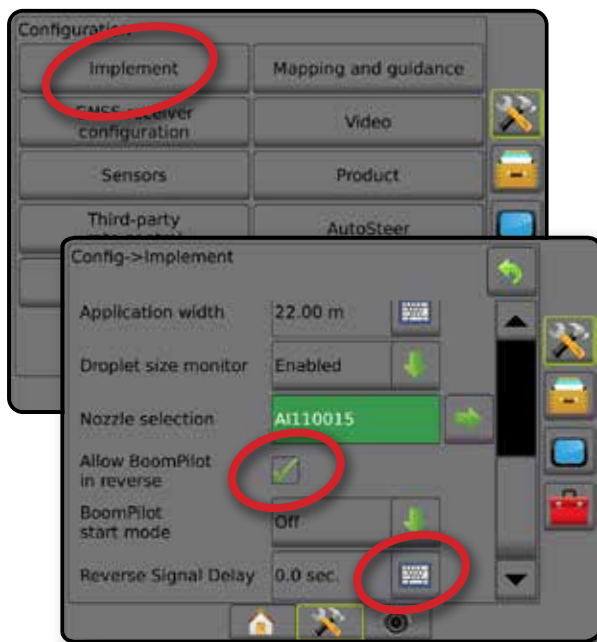 Configuration
Implement
Mapping and guidance
GNSS receiver
configuration
Video
Sensors
Product
Third-party
AutoSteer
Config->Implement
Application width
22.00 m
Droplet size monitor
Enabled
Nozzle selection
AI110015
Allow BoomPilot
in reverse
BoomPilot
start mode
Off
Reverse Signal Delay
0.0 sec.